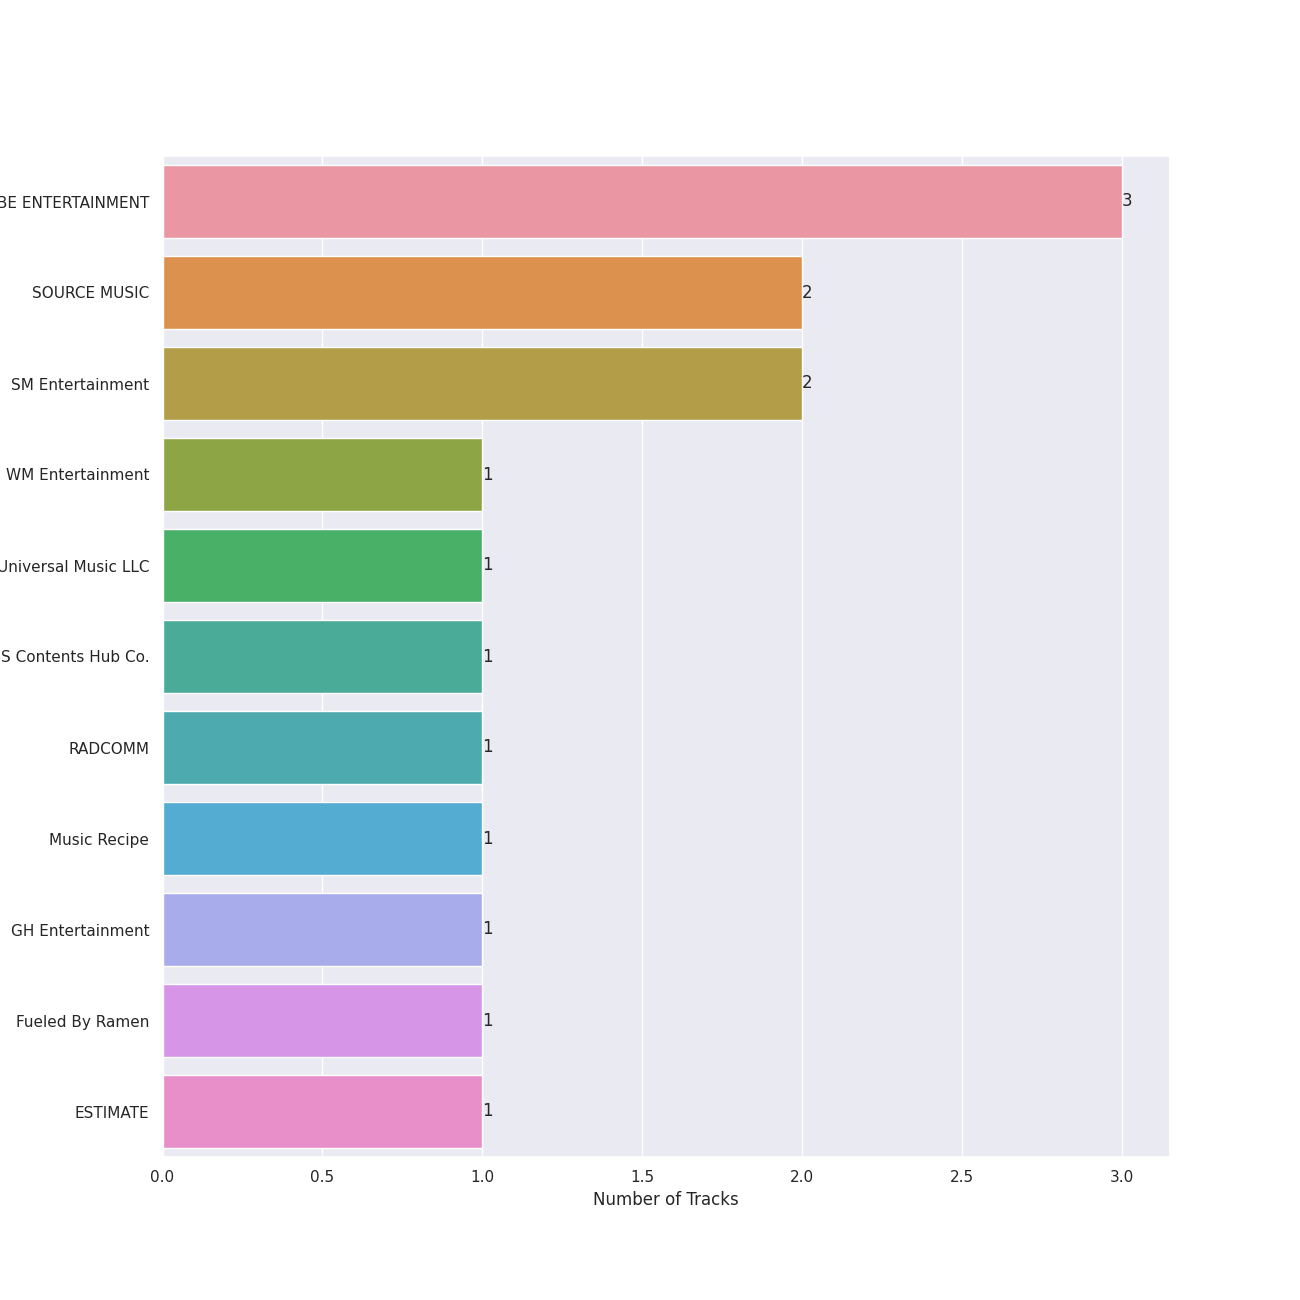 BE ENTERTAINMENT
3
SOURCE MUSIC
2
SM Entertainment
2
WM Entertainment
1
Universal Music LLC
1
S Contents Hub Co.
1
RADCOMM
1
Music Recipe
1
GH Entertainment
1
Fueled By Ramen
1
ESTIMATE
1
0.0 0.5 1.0 1.5 2.0 2.5 3.0
Number of Tracks